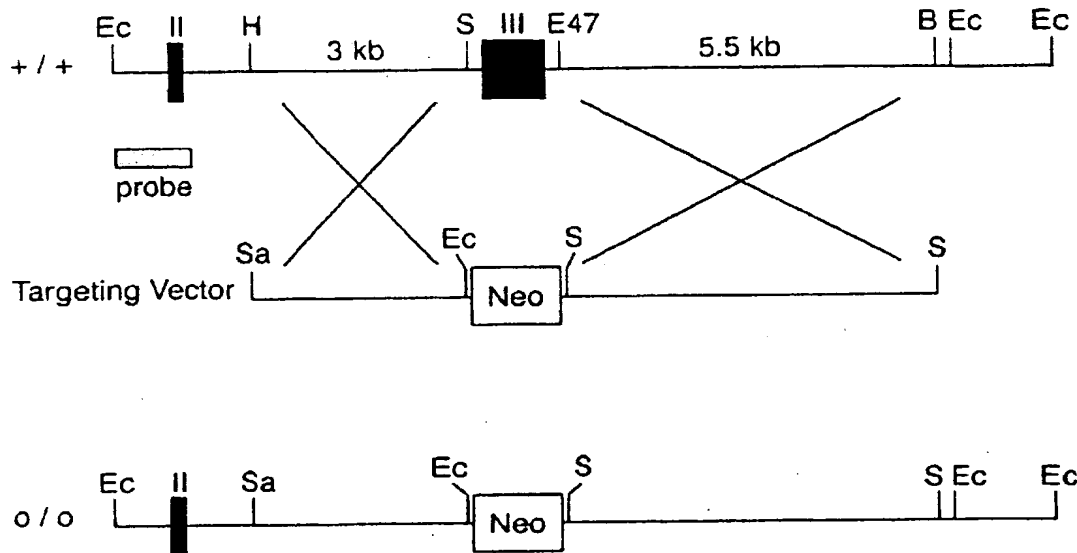 Ec II H 3 kb S III E47 5.5 kb B Ec Ec
+ / +
probe
Sa Ec S S
Targeting Vector Neo
Ec II Sa Ec S S Ec Ec
o / o Neo